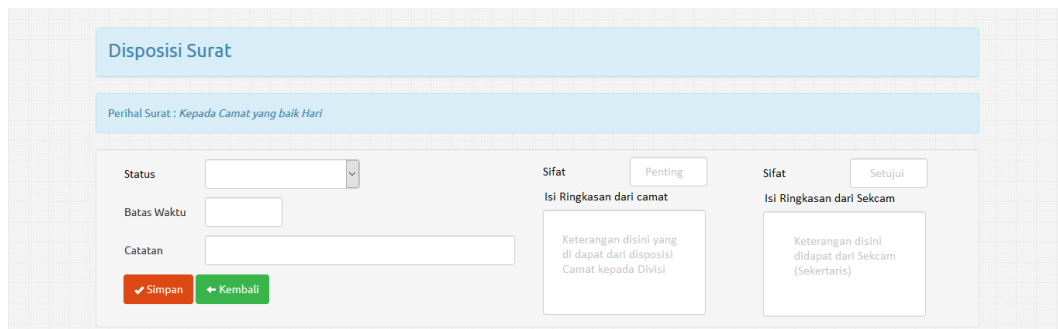 Disposisi Surat
Perihal Surat : Kepada Camat yang baik Hari
Status
Batas Waktu
Catatan
Simpan
Kembali
Sifat
Penting
Isi Ringkasan dari camat
Keterangan disini yang
di dapat dari disposisi
Camat kepada Divisi
Sifat
Setujui
Isi Ringkasan dari Sekcam
Keterangan disini
didapat dari Sekcam
(Sekertaris)